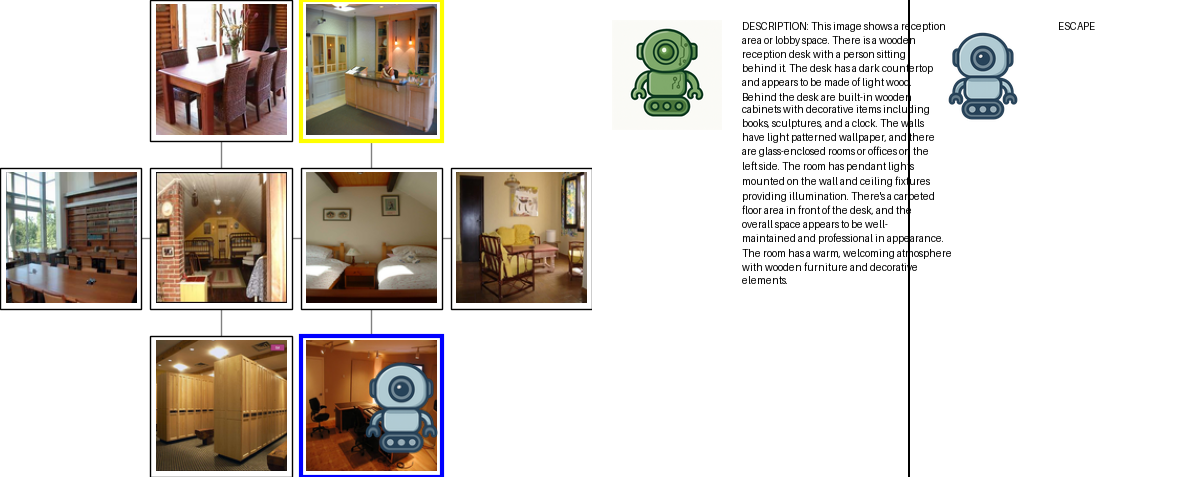 DESCRIPTION: This image shows a reception
area or lobby space. There is a wooden
reception desk with a person sitting
behind it. The desk has a dark countertop
and appears to be made of light wood.
Behind the desk are built-in wooden
cabinets with decorative items including
books, sculptures, and a clock. The walls
have light patterned wallpaper, and there
are glass-enclosed rooms or offices on the
left side. The room has pendant lights
mounted on the wall and ceiling fixtures
providing illumination. There's a carpeted
floor area in front of the desk, and the
overall space appears to be well-
maintained and professional in appearance.
The room has a warm, welcoming atmosphere
with wooden furniture and decorative
elements.
ESCAPE